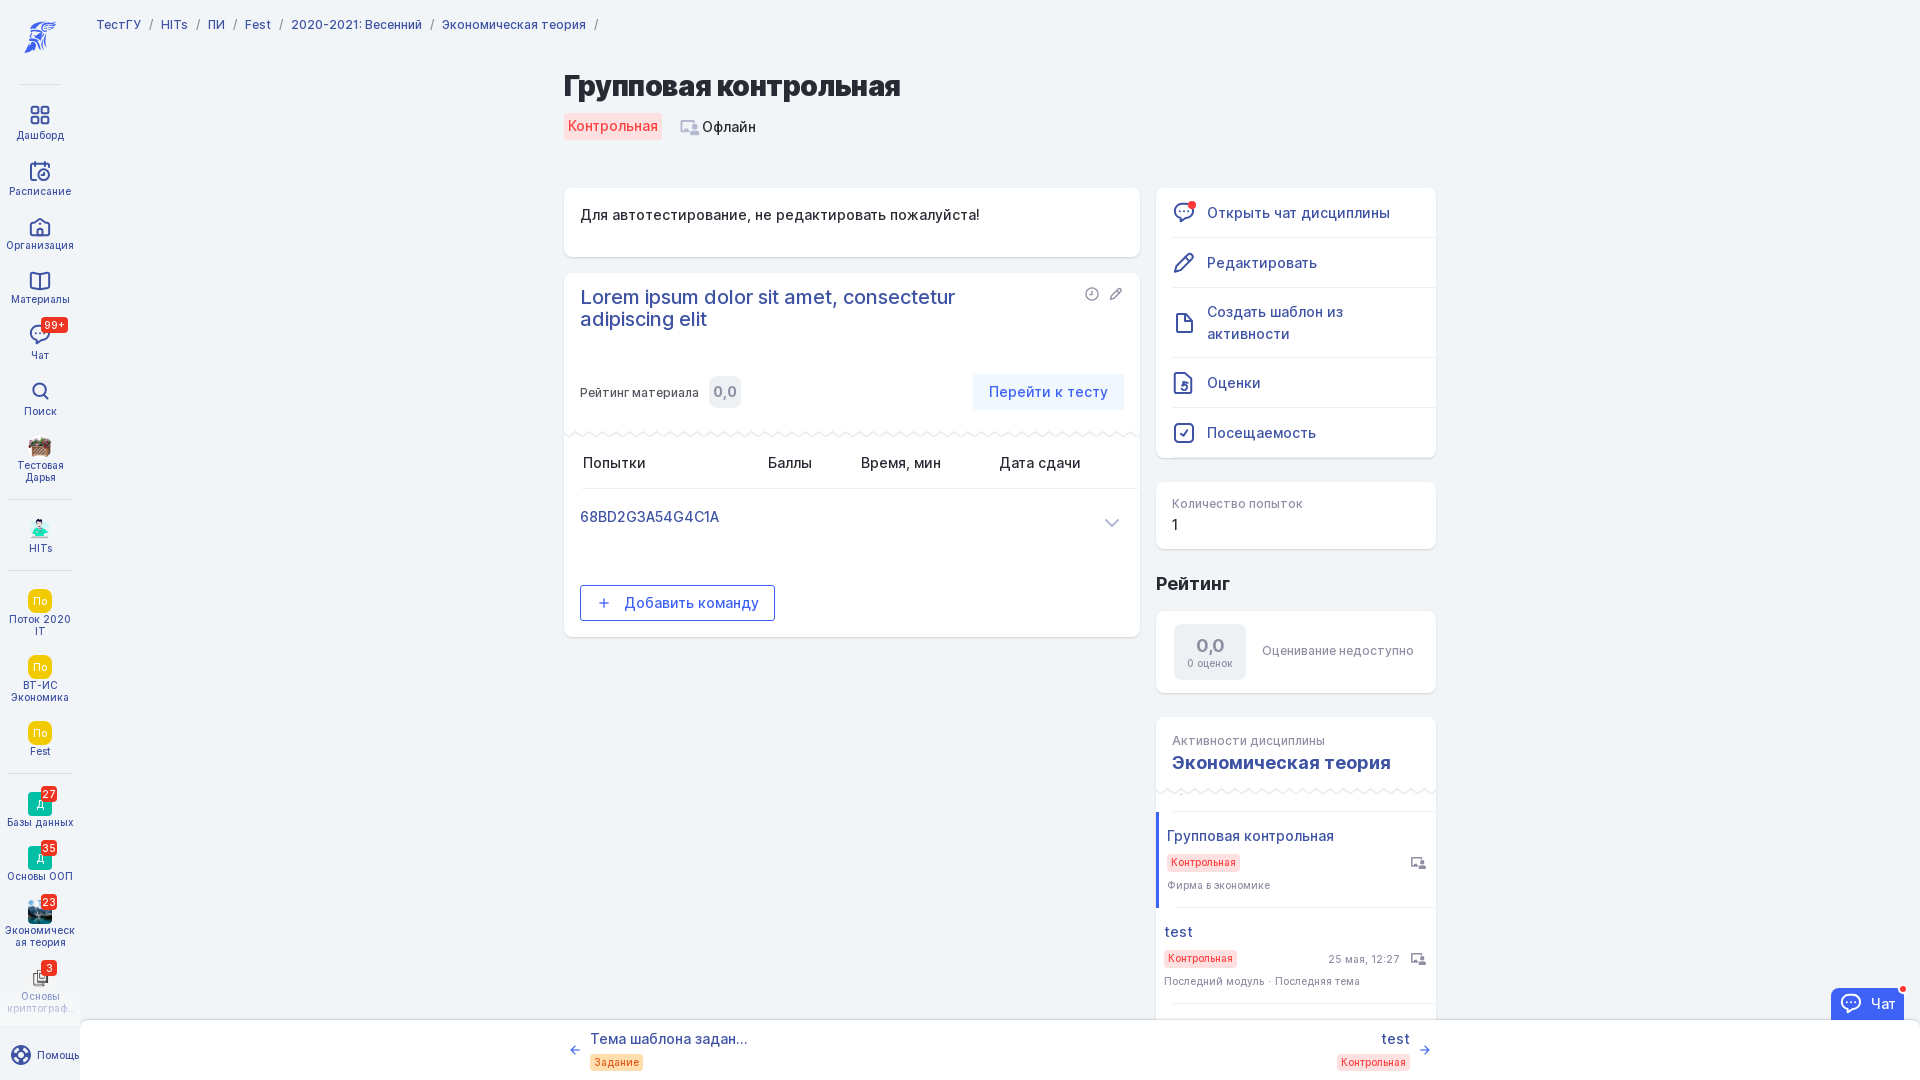 ТестГУ / HITs / ПИ / Fest / 2020-2021: Весенний / Экономическая теория /
Групповая контрольная
Контрольная
Офлайн
Дашборд
Расписание
Организация
Материалы
99+
Чат
Поиск
Тестовая
Дарья
HITs
По
Поток 2020
IT
По
ВТ-ИС
Экономика
По
Fest
27
Д
Базы данных
35
Д
Основы ООП
23
Экономическ
ая теория
3
Основы
криптограф...
Помощь
Для автотестирование, не редактировать пожалуйста!
Lorem ipsum dolor sit amet, consectetur
adipiscing elit
Рейтинг материала 0,0
Перейти к тесту
Попытки Баллы Время, мин Дата сдачи
68BD2G3A54G4C1A
+ Добавить команду
Открыть чат дисциплины
Редактировать
Создать шаблон из
активности
Оценки
Посещаемость
Количество попыток
1
Рейтинг
0,0
0 оценок
Оценивание недоступно
Активности дисциплины
Экономическая теория
Групповая контрольная
Контрольная
Фирма в экономике
test
Контрольная
25 мая, 12:27
Последний модуль · Последняя тема
Чат
← Тема шаблона задан...
Задание
test →
Контрольная